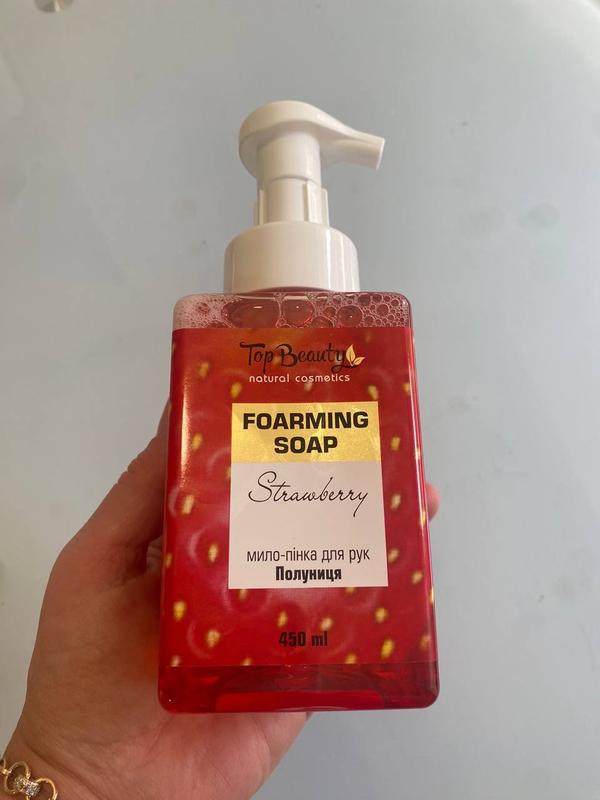 Top Beauty
natural cosmetics
FOARMING
SOAP
Strawberry
мило-пінка для рук
Полуниця
450 ml